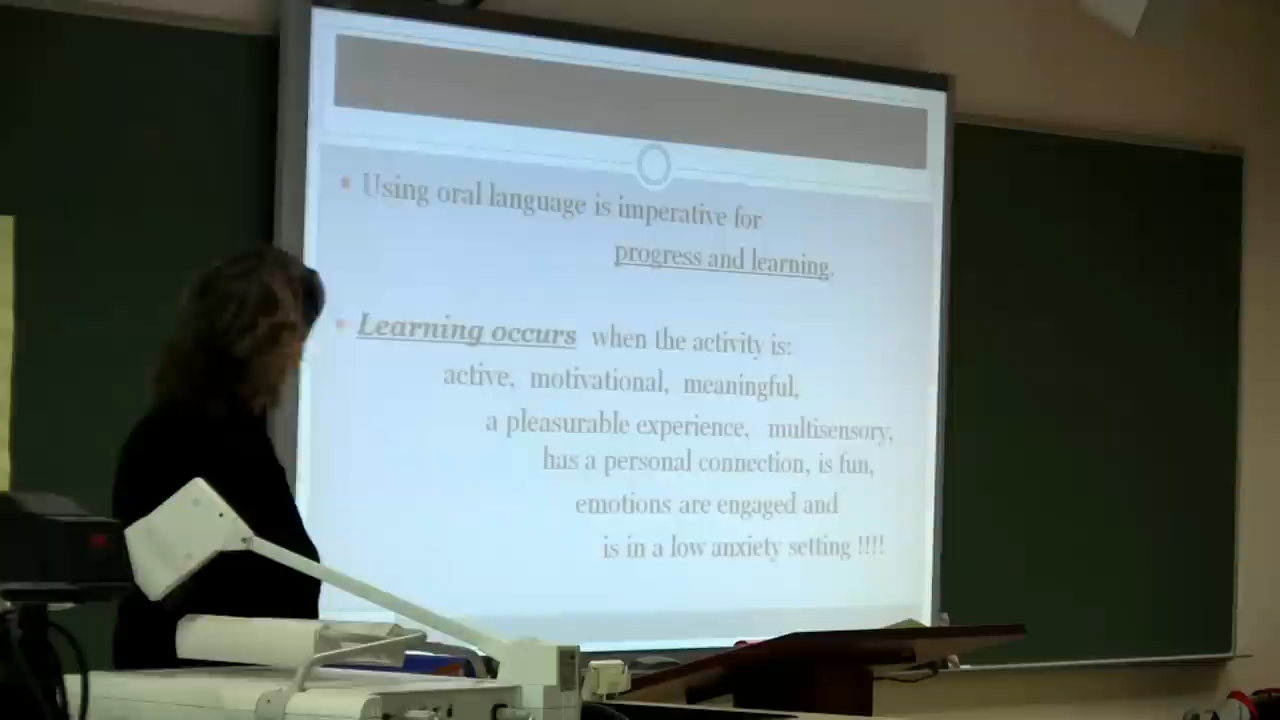 Using oral language is imperative for
progress and learning.
Learning occurs when the activity is:
active, motivational, meaningful,
a pleasurable experience, multisensory,
has a personal connection, is fun,
emotions are engaged and
is in a low anxiety setting !!!!